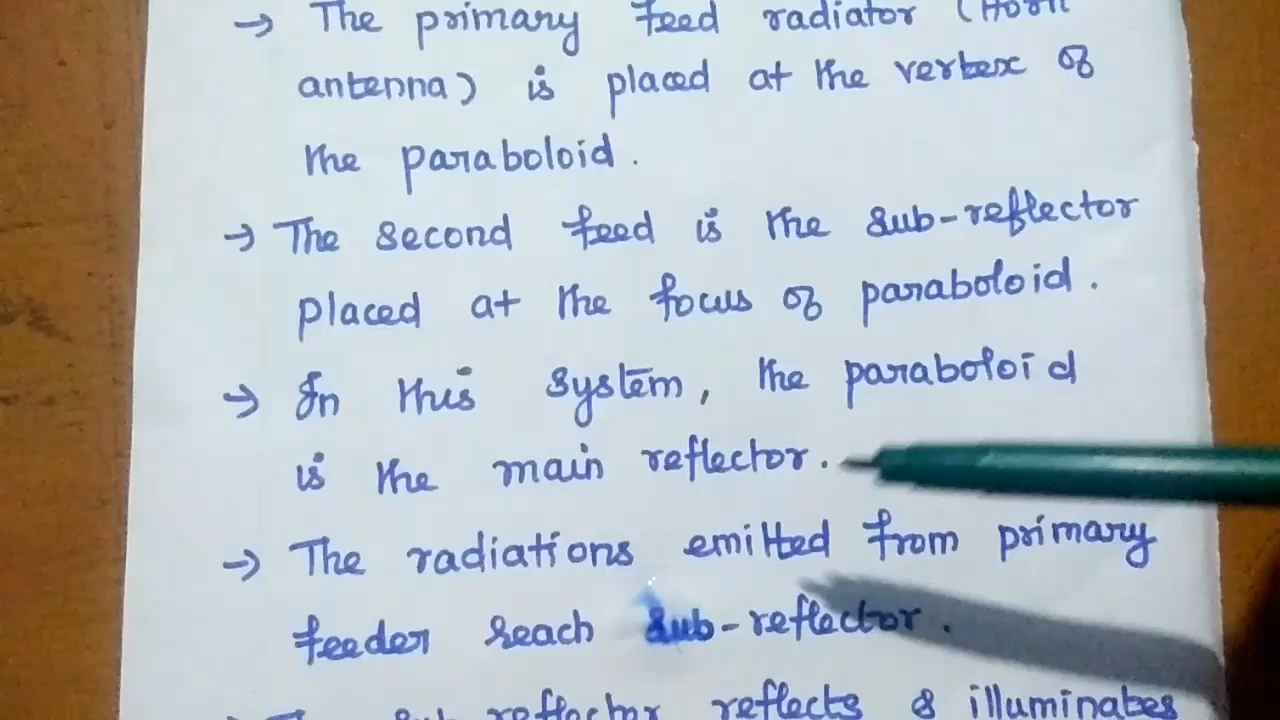 → The primary feed radiator (Horn
antenna) is placed at the vertex of
the paraboloid.
→ The second feed is the sub-reflector
placed at the focus of paraboloid.
→ In this system, the paraboloid
is the main reflector.
→ The radiations emitted from primary
feeder reach sub-reflector.
sub-reflector reflects & illuminates